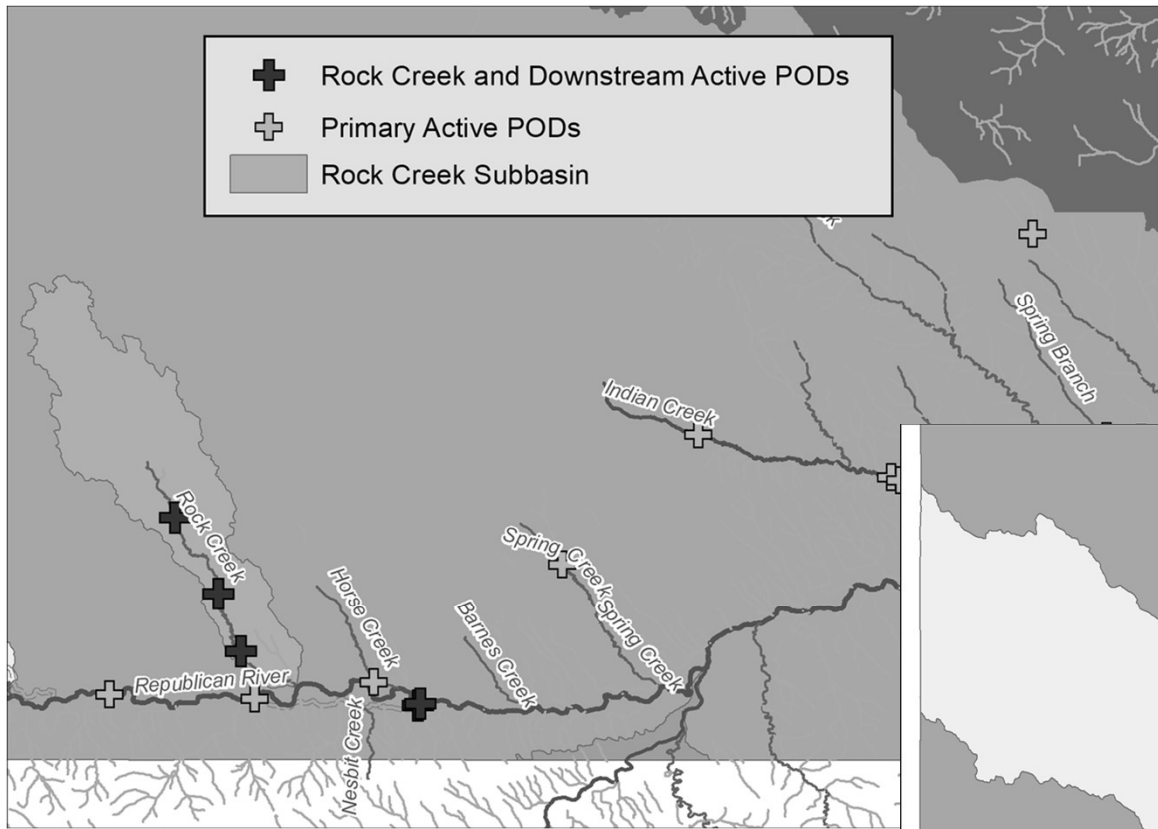 Rock Creek and Downstream Active PODs
Primary Active PODs
Rock Creek Subbasin
Spring Branch
Indian Creek
Rock Creek
Spring Creek
Horse Creek
Spring Creek
Barnes Creek
Republican River
Nesbit Creek